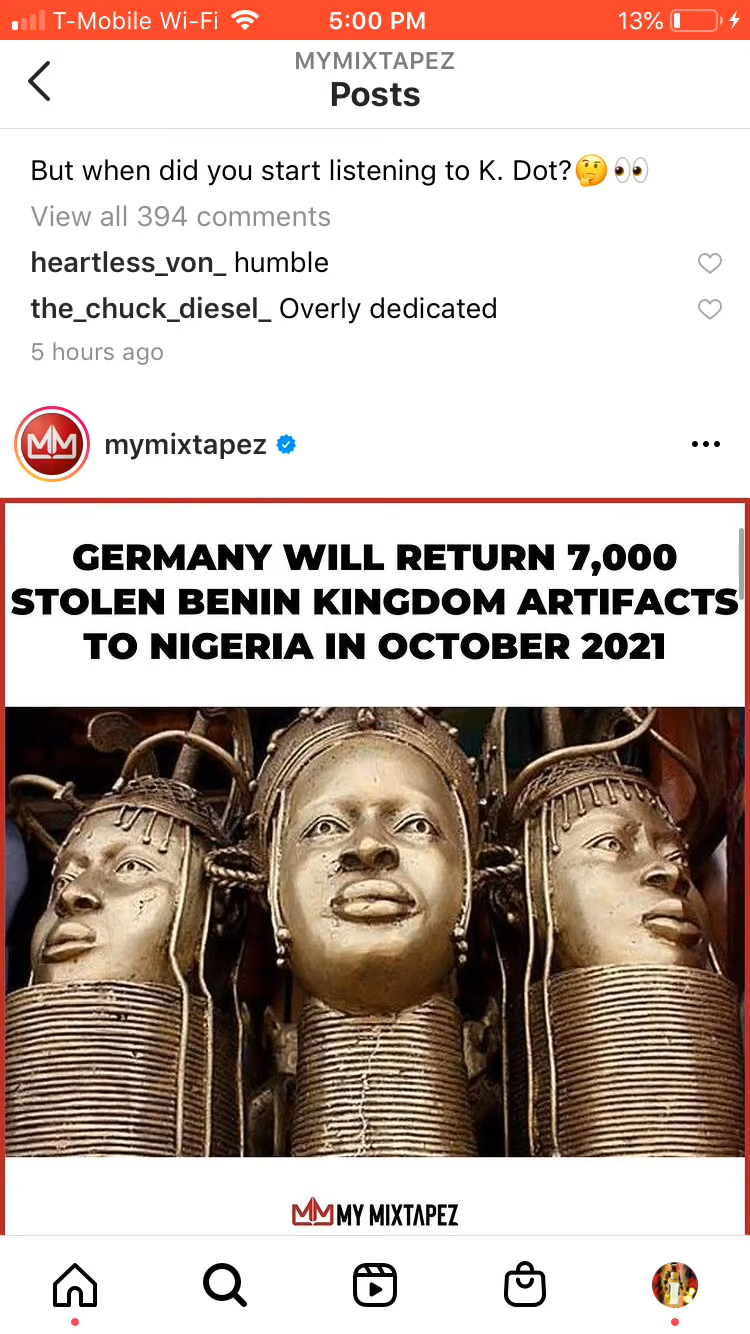 T-Mobile Wi-Fi 5:00 PM 13%
MYMIXTAPEZ
Posts
But when did you start listening to K. Dot?🤔👀
View all 394 comments
heartless_von_ humble
the_chuck_diesel_ Overly dedicated
5 hours ago
MM mymixtapez
GERMANY WILL RETURN 7,000
STOLEN BENIN KINGDOM ARTIFACTS
TO NIGERIA IN OCTOBER 2021
MM MY MIXTAPEZ